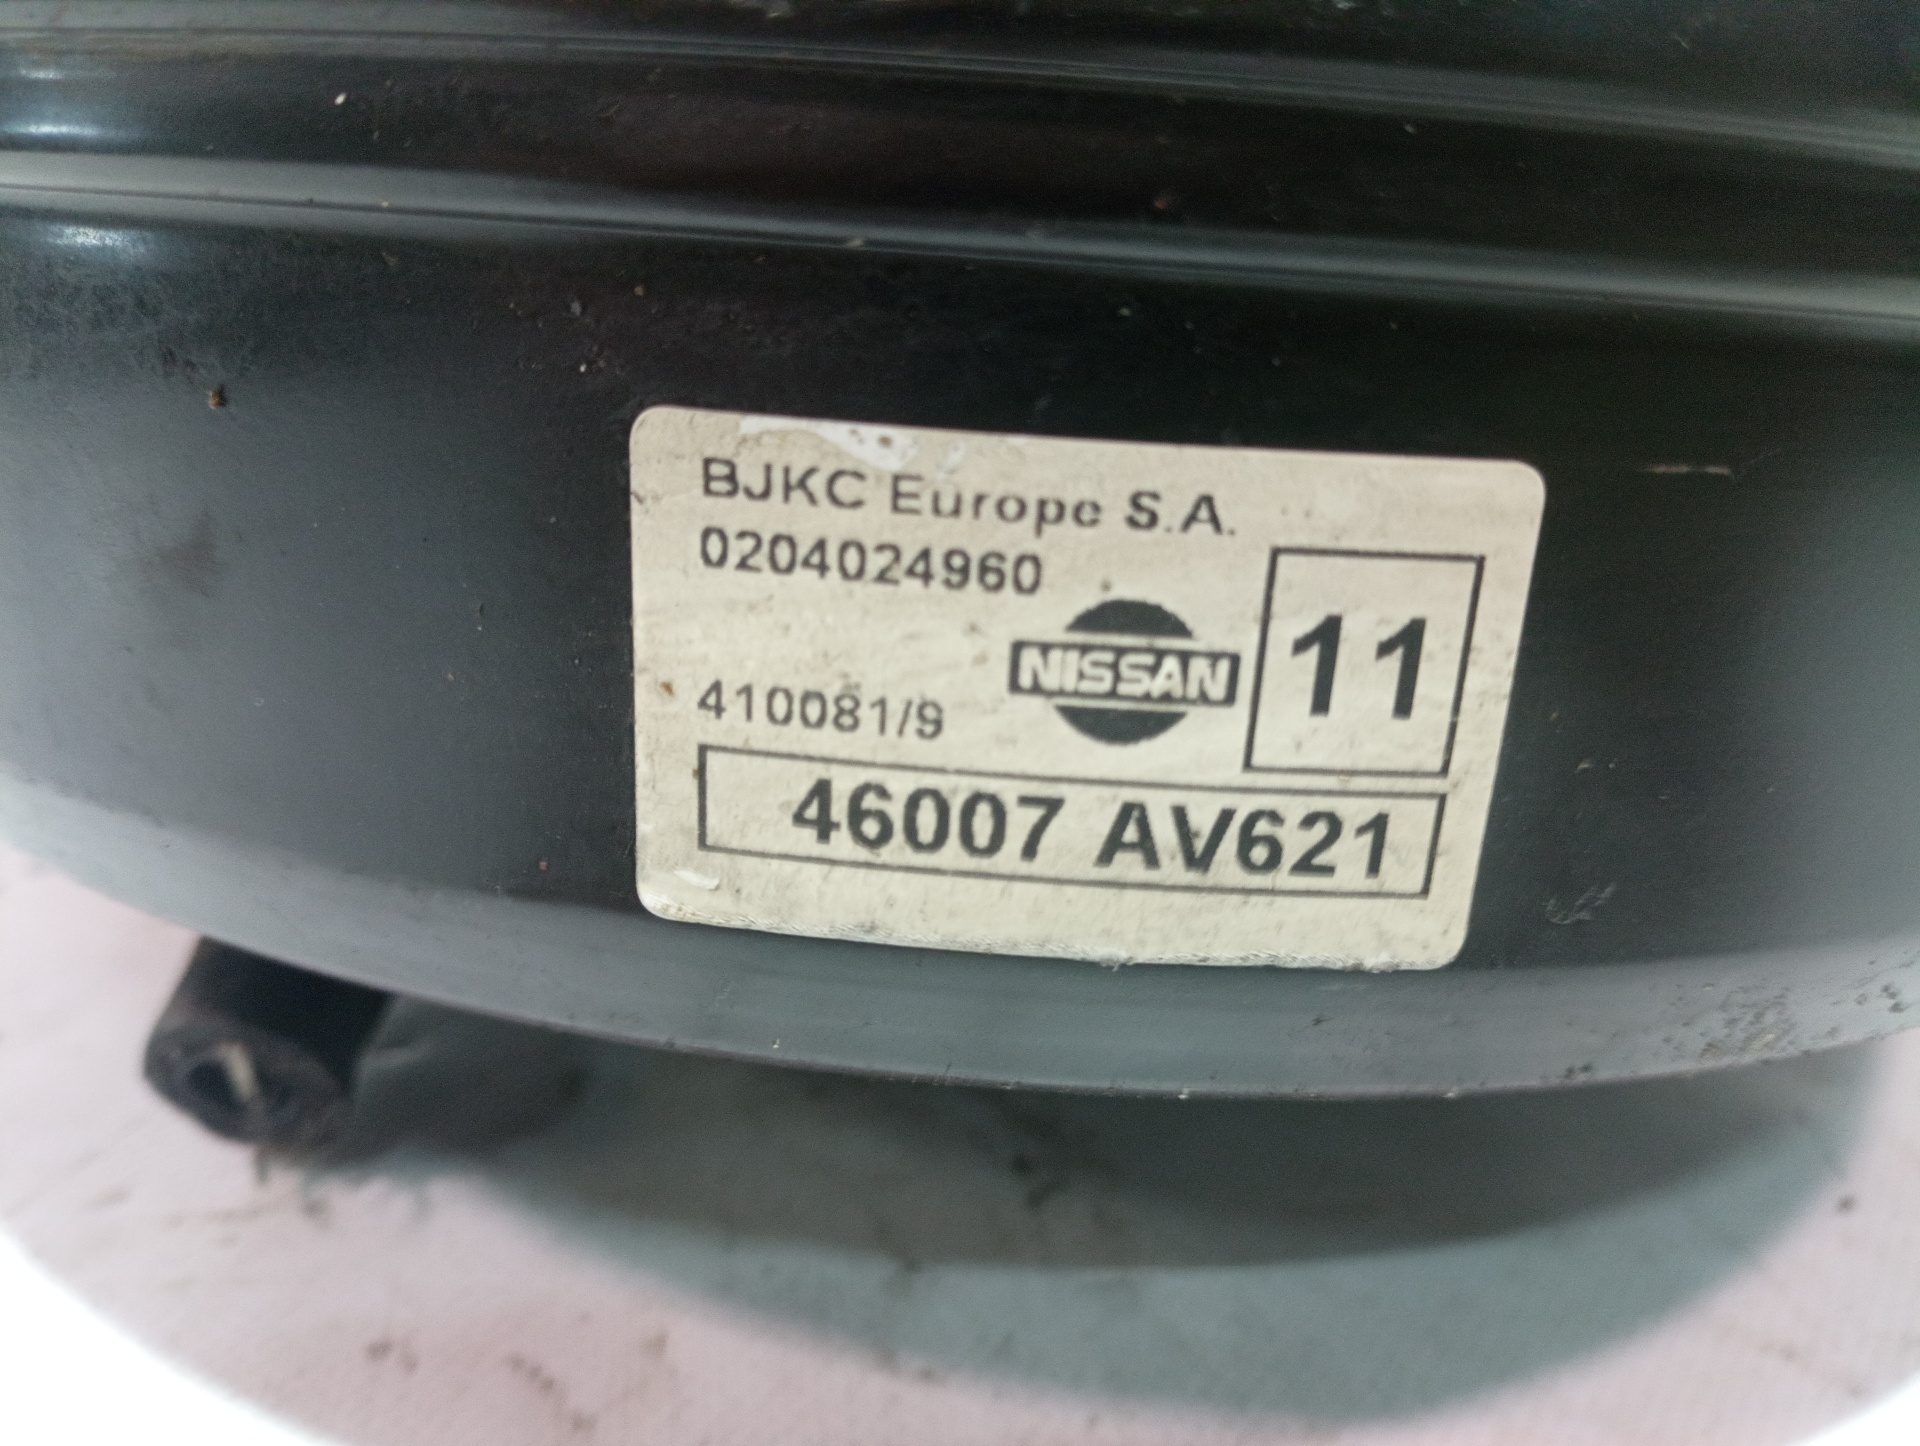 BJKC Europe S.A.
0204024960
NISSAN
11
410081/9
46007 AV621